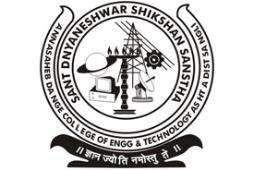 SANT DNYANESHWAR SHIKSHAN SANSTHA
ANNASAHEB DANGE COLLEGE OF ENGG & TECHNOLOGY ASHTA DIST SANGLI
।। ज्ञान ज्योति नमोस्तु ते ।।